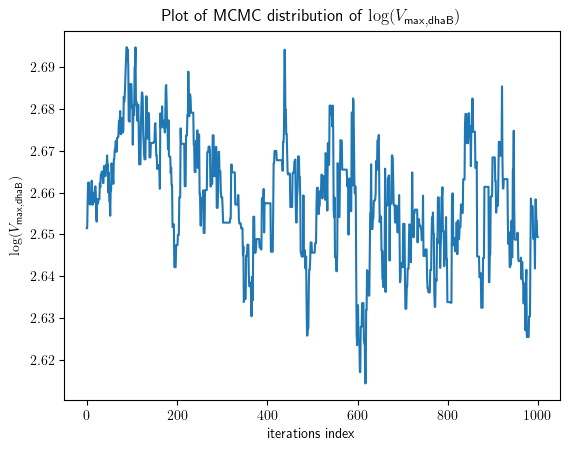 Plot of MCMC distribution of log(V_max,dhaB)
log(V_max,dhaB)
2.69
2.68
2.67
2.66
2.65
2.64
2.63
2.62
0 200 400 600 800 1000
iterations index